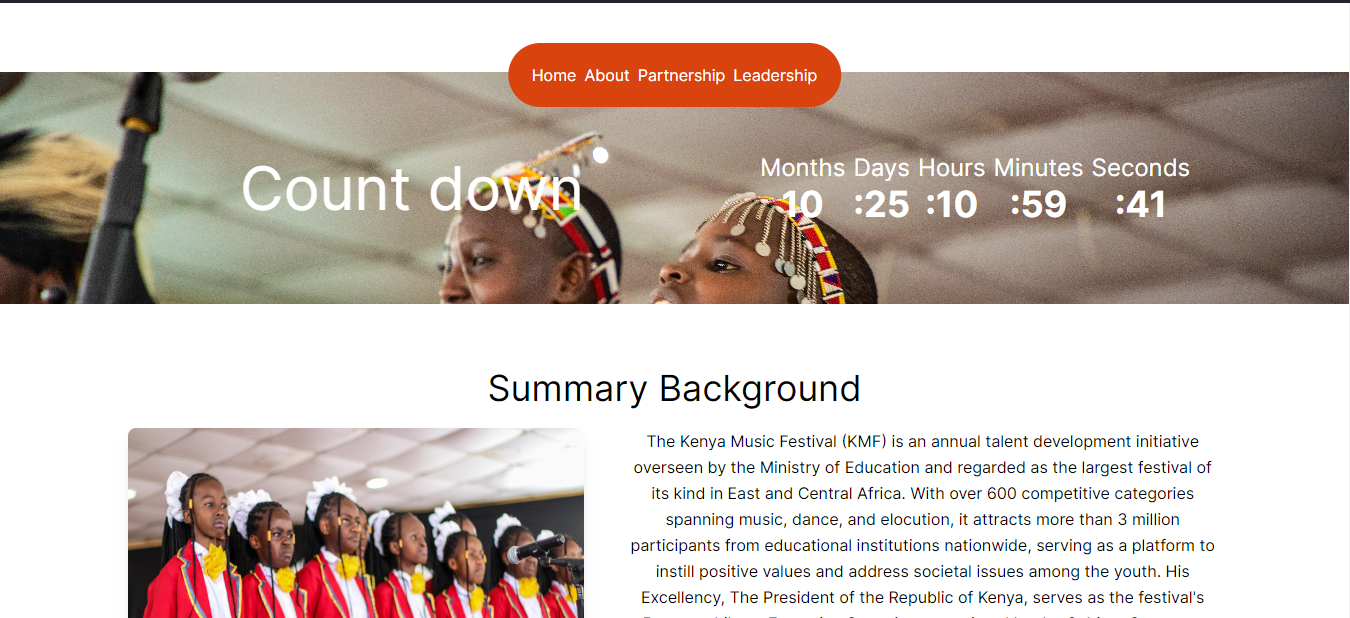 Home About Partnership Leadership
Count down
Months Days Hours Minutes Seconds
10 :25 :10 :59 :41
Summary Background
The Kenya Music Festival (KMF) is an annual talent development initiative
overseen by the Ministry of Education and regarded as the largest festival of
its kind in East and Central Africa. With over 600 competitive categories
spanning music, dance, and elocution, it attracts more than 3 million
participants from educational institutions nationwide, serving as a platform to
instill positive values and address societal issues among the youth. His
Excellency, The President of the Republic of Kenya, serves as the festival's